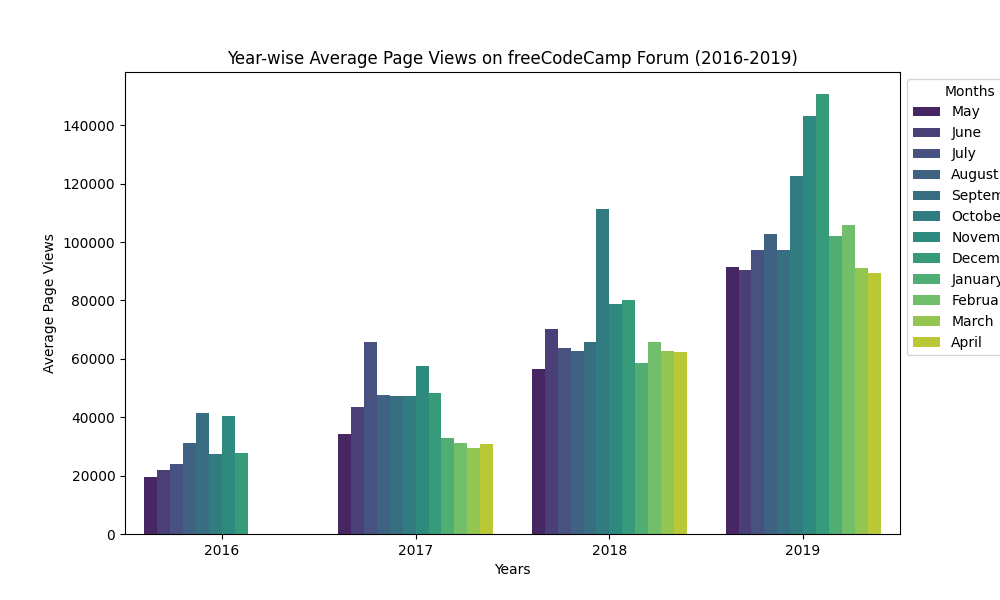 Year-wise Average Page Views on freeCodeCamp Forum (2016-2019)
Average Page Views
140000
120000
100000
80000
60000
40000
20000
0
2016 2017 2018 2019
Years
Months
May
June
July
August
Septem
Octobe
Novem
Decem
January
Februa
March
April